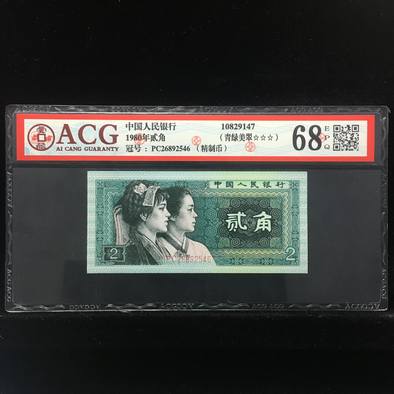 ACG
AI CANG GUARANTY
中国人民银行
1980年贰角
冠号：PC26892546（精制币）
10829147
（青绿美翠☆☆☆）
68 EPQ
中国人民银行
贰角
PC26892546
2
2